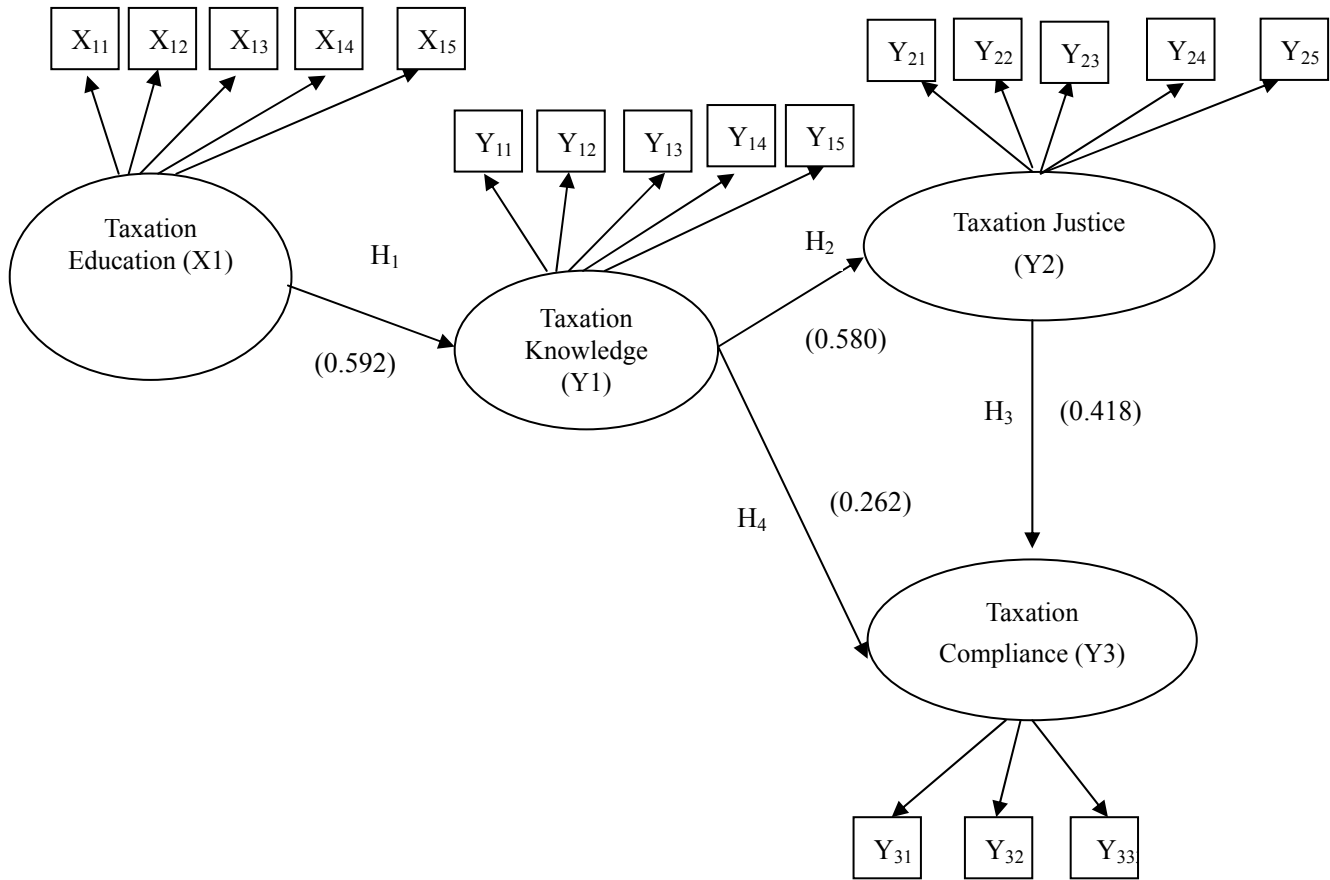 X₁₁
X₁₂
X₁₃
X₁₄
X₁₅
Y₂₁
Y₂₂
Y₂₃
Y₂₄
Y₂₅
Y₁₁
Y₁₂
Y₁₃
Y₁₄
Y₁₅
Taxation
Education (X1)
H₁
(0.592)
Taxation
Knowledge
(Y1)
H₂
(0.580)
Taxation Justice
(Y2)
H₃
(0.418)
H₄
(0.262)
Taxation
Compliance (Y3)
Y₃₁
Y₃₂
Y₃₃